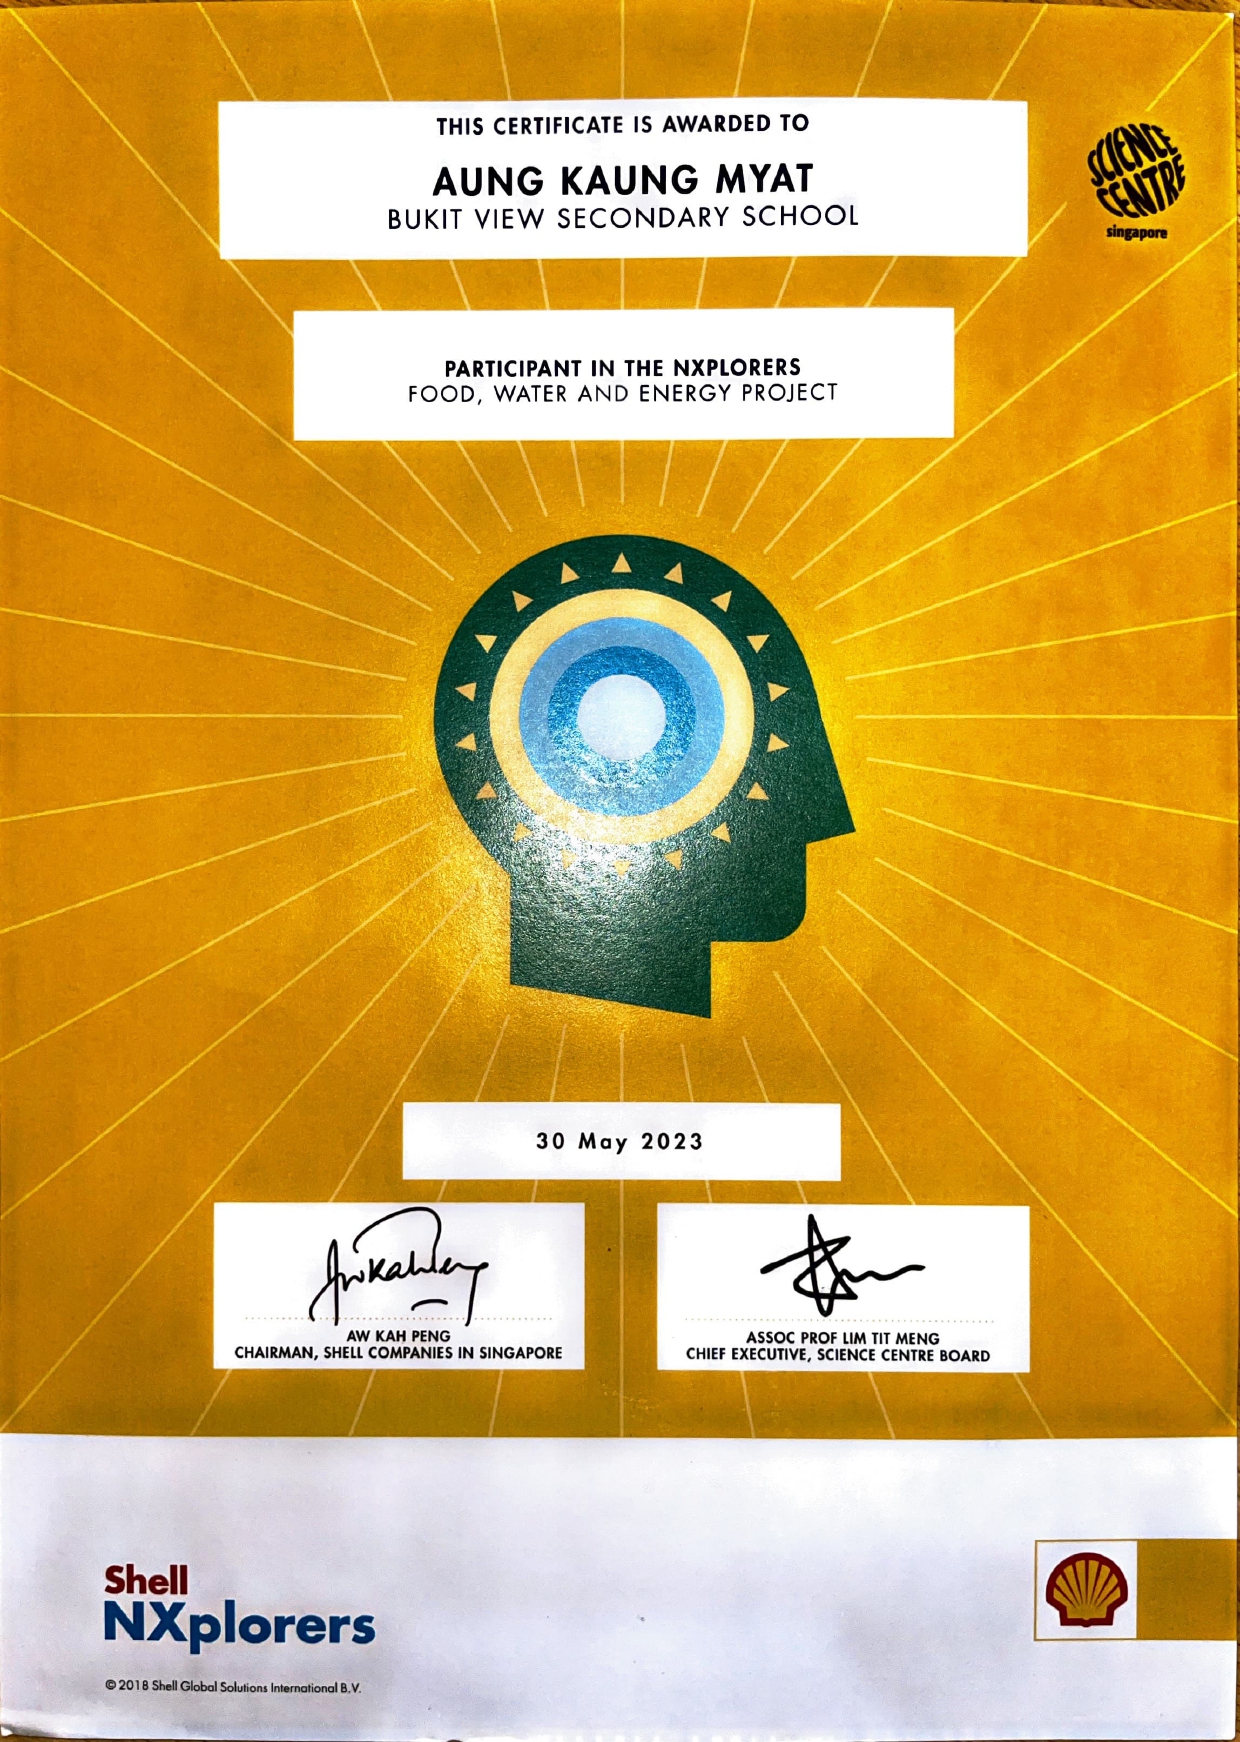 THIS CERTIFICATE IS AWARDED TO
AUNG KAUNG MYAT
BUKIT VIEW SECONDARY SCHOOL
SCIENCE
CENTRE
singapore
PARTICIPANT IN THE NXPLORERS
FOOD, WATER AND ENERGY PROJECT
30 May 2023
AwKahPeng
AW KAH PENG
CHAIRMAN, SHELL COMPANIES IN SINGAPORE
ASSOC PROF LIM TIT MENG
CHIEF EXECUTIVE, SCIENCE CENTRE BOARD
Shell
NXplorers
© 2018 Shell Global Solutions International B.V.